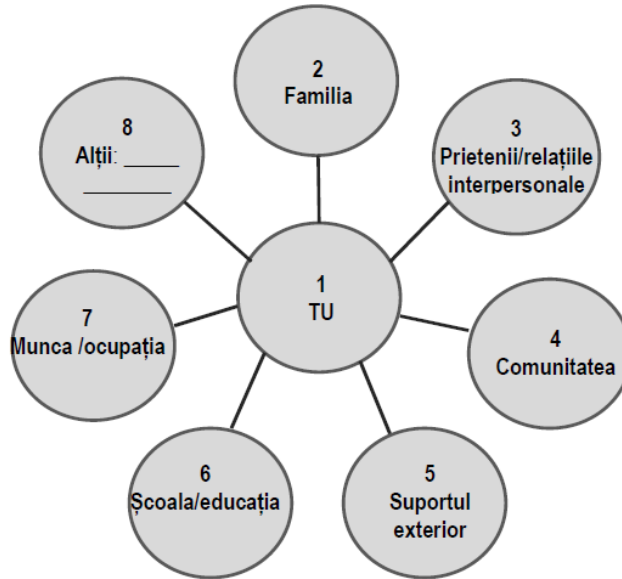 1
TU
2
Familia
3
Prietenii/relațiile
interpersonale
4
Comunitatea
5
Suportul
exterior
6
Școala/educația
7
Munca /ocupația
8
Alții: _____
_________